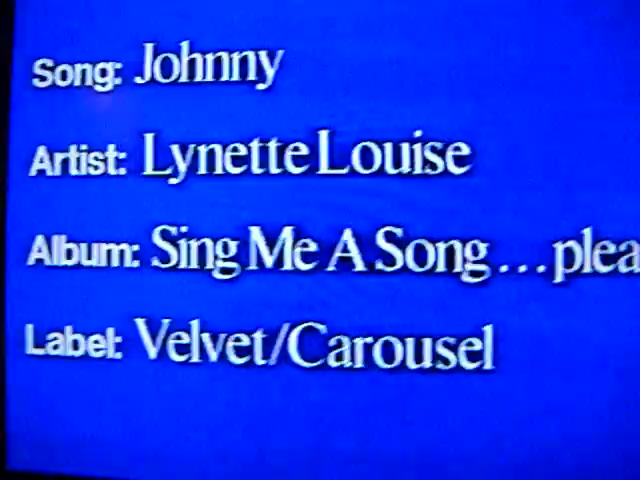 Song: Johnny
Artist: Lynette Louise
Album: Sing Me A Song...plea
Label: Velvet/Carousel